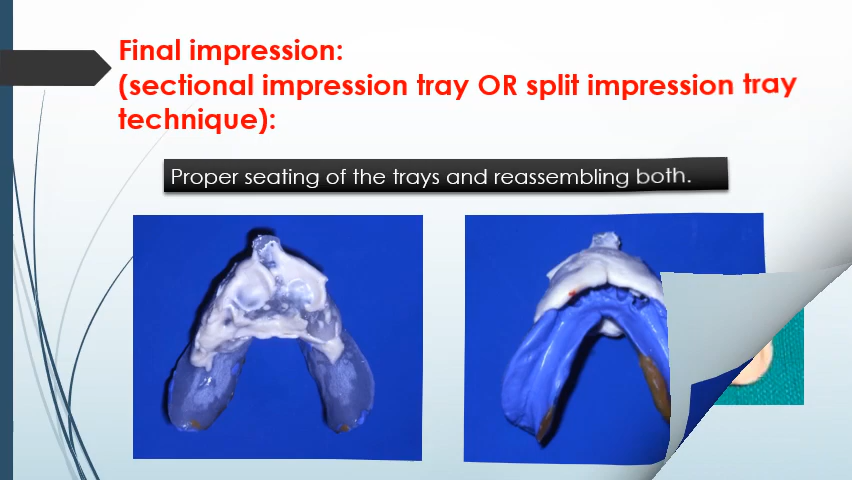 Final impression:
(sectional impression tray OR split impression tray
technique):
Proper seating of the trays and reassembling both.